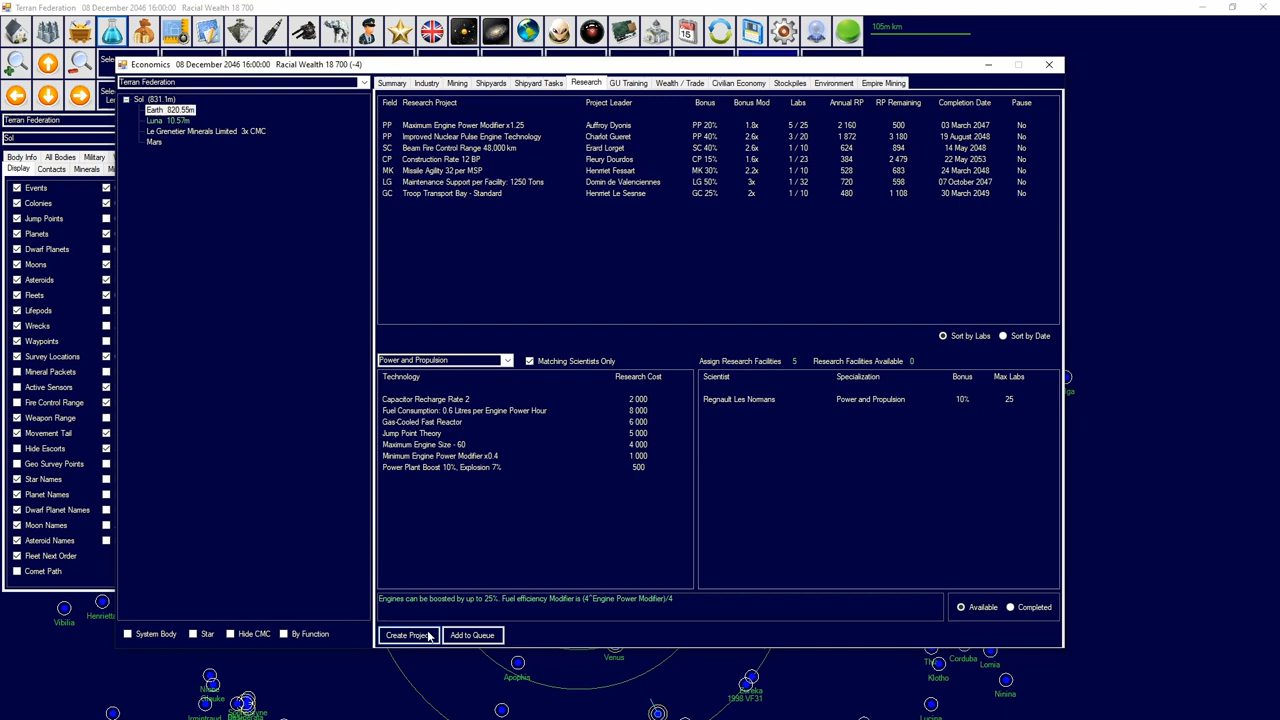 Terran Federation 08 December 2046 16:00:00 Racial Wealth 18 700
105m km
Economics 08 December 2046 16:00:00 Racial Wealth 18 700 (-4)
Terran Federation
Summary Industry Mining Shipyards Shipyard Tasks Research GU Training Wealth / Trade Civilian Economy Stockpiles Environment Empire Mining
Sol (831.1m)
Earth 820.55m
Luna 10.57m
Le Grenetier Minerals Limited 3x CMC
Mars
Terran Federation
Sol
Body Info All Bodies Military
Display Contacts Minerals
Events
Colonies
Jump Points
Planets
Dwarf Planets
Moons
Asteroids
Fleets
Lifepods
Wrecks
Waypoints
Survey Locations
Mineral Packets
Active Sensors
Fire Control Range
Weapon Range
Movement Tail
Hide Escorts
Geo Survey Points
Star Names
Planet Names
Dwarf Planet Names
Moon Names
Asteroid Names
Fleet Next Order
Comet Path
Field Research Project Project Leader Bonus Bonus Mod Labs Annual RP RP Remaining Completion Date Pause
PP Maximum Engine Power Modifier x1.25 Auffroy Dyonis PP 20% 1.8x 5 / 25 2 160 500 03 March 2047 No
PP Improved Nuclear Pulse Engine Technology Charlot Gueret PP 40% 2.6x 3 / 20 1 872 3 180 19 August 2048 No
SC Beam Fire Control Range 48,000 km Erard Lorget SC 40% 2.6x 1 / 10 624 894 14 May 2048 No
CP Construction Rate 12 BP Fleury Dourdos CP 15% 1.6x 1 / 23 384 2 479 22 May 2053 No
MK Missile Agility 32 per MSP Henmet Fessart MK 30% 2.2x 1 / 10 528 683 24 March 2048 No
LG Maintenance Support per Facility: 1250 Tons Domin de Valenciennes LG 50% 3x 1 / 32 720 598 07 October 2047 No
GC Troop Transport Bay - Standard Henriet Le Sesnse GC 25% 2x 1 / 10 480 1 108 30 March 2049 No
Sort by Labs Sort by Date
Power and Propulsion Matching Scientists Only Assign Research Facilities 5 Research Facilities Available 0
Technology Research Cost
Capacitor Recharge Rate 2 2 000
Fuel Consumption: 0.6 Litres per Engine Power Hour 8 000
Gas-Cooled Fast Reactor 6 000
Jump Point Theory 5 000
Maximum Engine Size - 60 4 000
Minimum Engine Power Modifier x0.4 1 000
Power Plant Boost 10%, Explosion 7% 500
Scientist Specialization Bonus Max Labs
Regnault Les Normans Power and Propulsion 10% 25
Engines can be boosted by up to 25%. Fuel efficiency Modifier is (4^Engine Power Modifier)/4
Available Completed
System Body Star Hide CMC By Function
Create Project Add to Queue
Vibilia
Venus
Apophis
Corduba
Lomia
Klotho
Ninina
1998 VF31